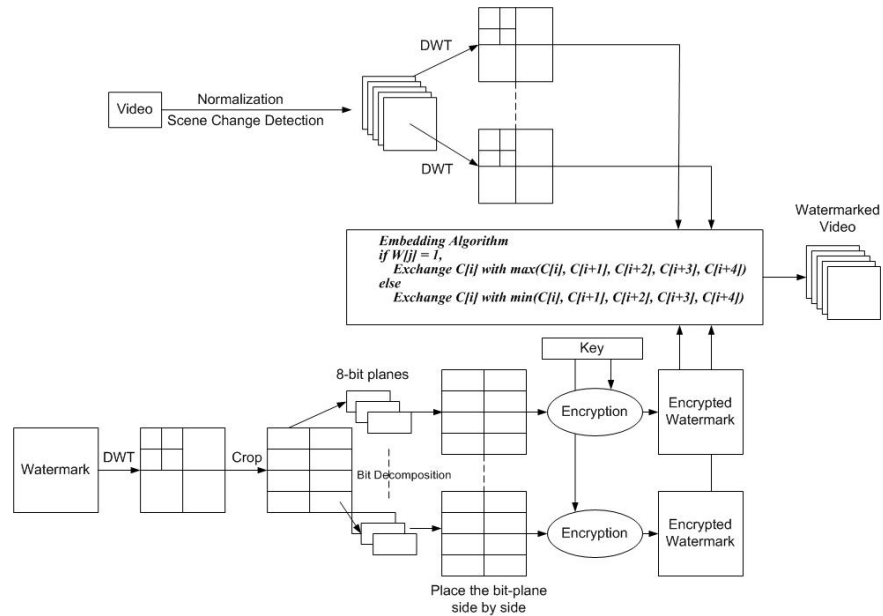 DWT
Video
Normalization
Scene Change Detection
DWT
Watermarked
Video
Embedding Algorithm
if W[j] = 1,
Exchange C[i] with max(C[i], C[i+1], C[i+2], C[i+3], C[i+4])
else
Exchange C[i] with min(C[i], C[i+1], C[i+2], C[i+3], C[i+4])
Key
8-bit planes
Encryption
Encrypted
Watermark
Watermark
DWT
Crop
Bit Decomposition
Encryption
Encrypted
Watermark
Place the bit-plane
side by side